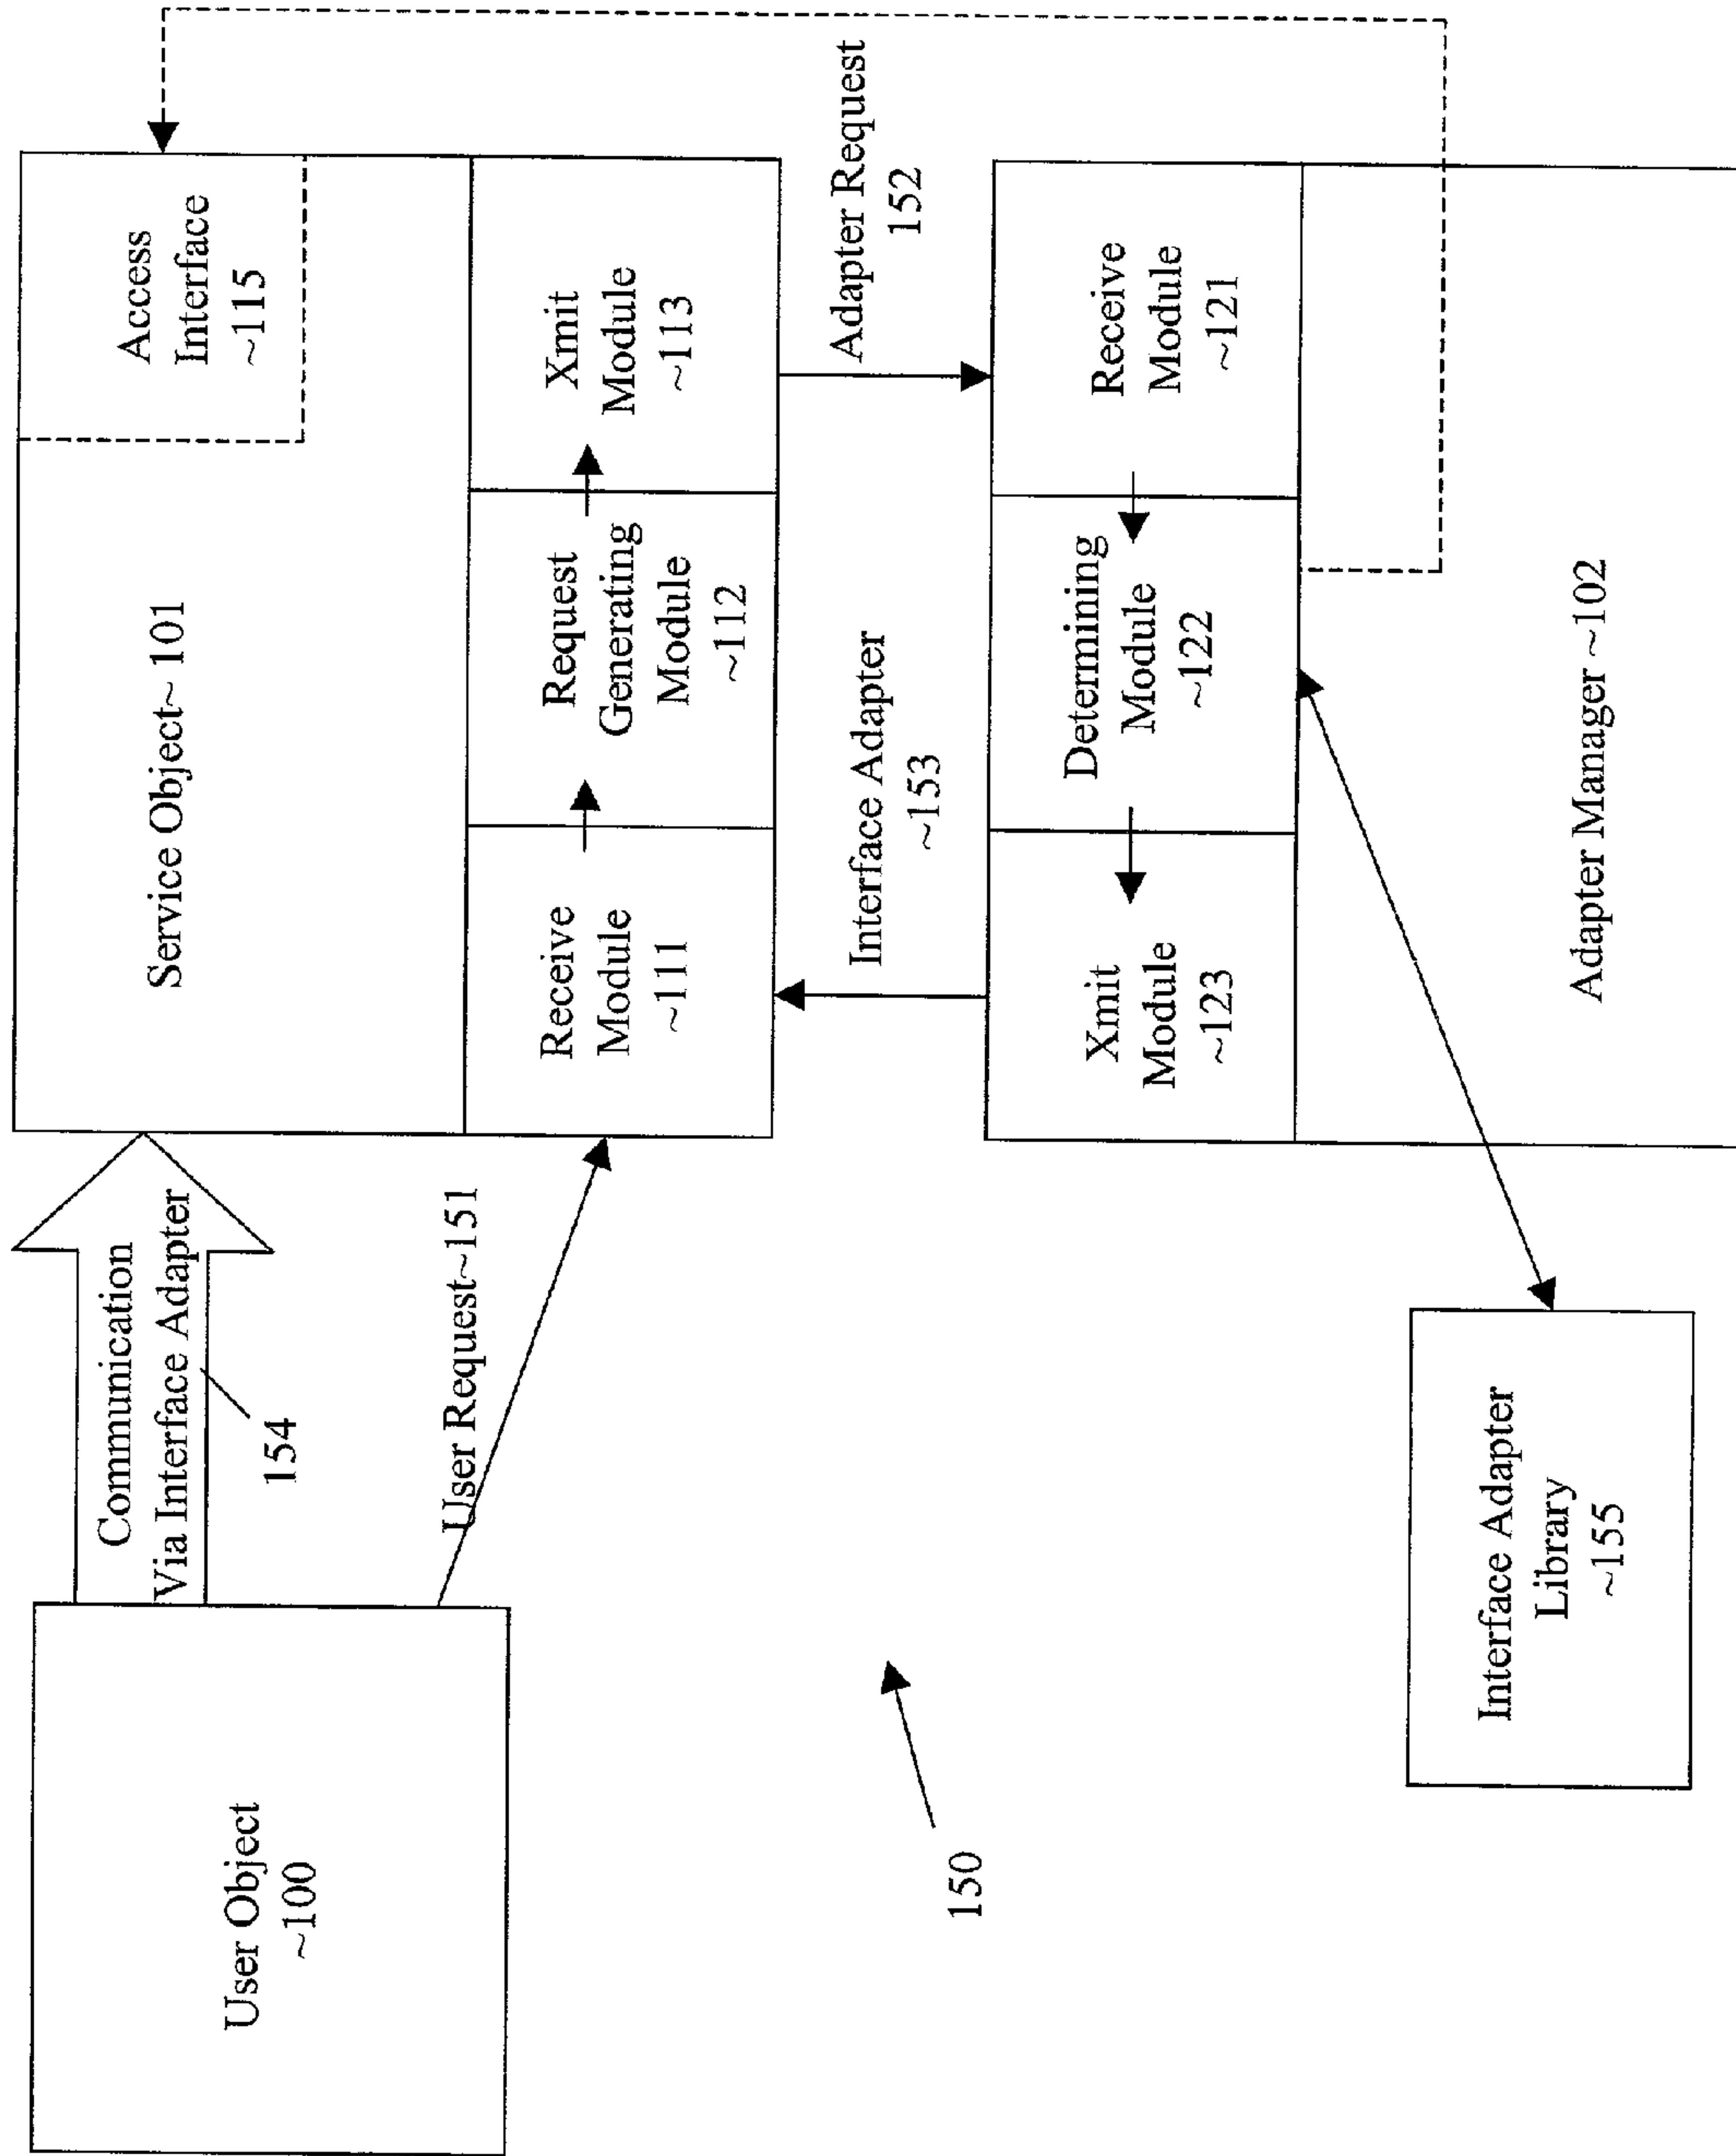 User Object
~100
Communication
Via Interface Adapter
154
User Request~151
Service Object~ 101
Access
Interface
~115
Receive
Module
~111
Request
Generating
Module
~112
Xmit
Module
~113
Interface Adapter
~153
Adapter Request
152
Xmit
Module
~123
Determining
Module
~122
Receive
Module
~121
Adapter Manager ~102
150
Interface Adapter
Library
~155